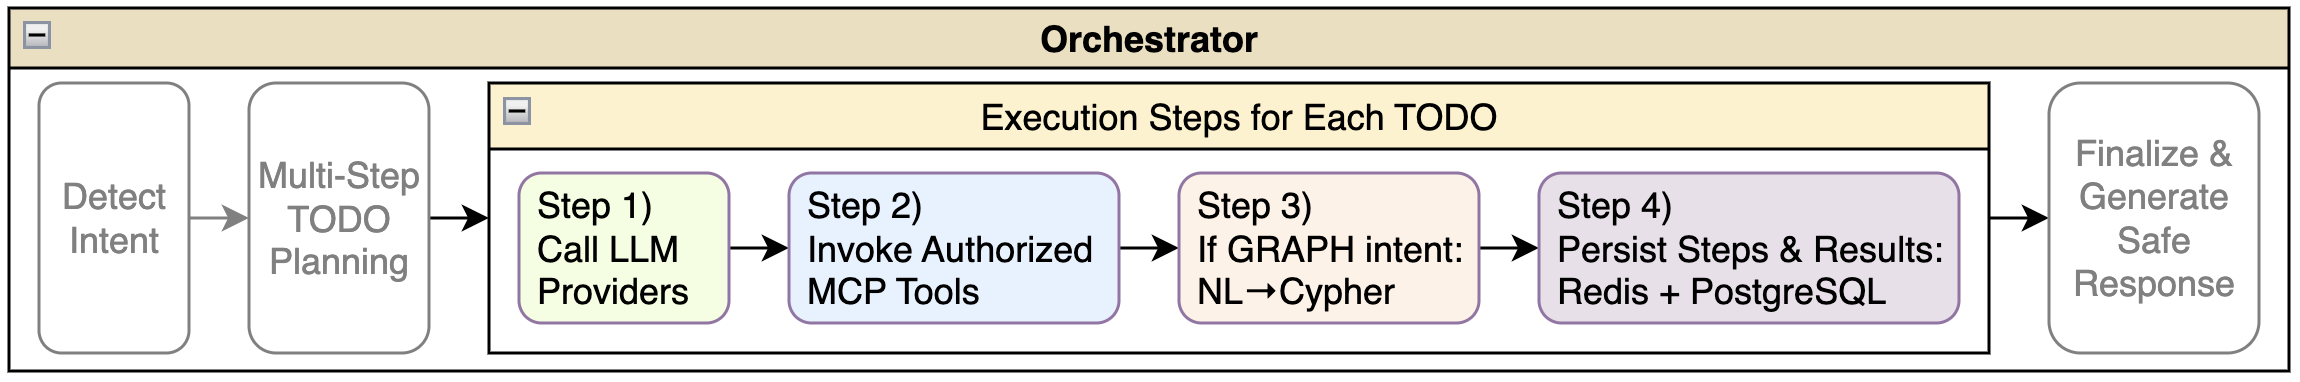 Orchestrator
Detect
Intent
Multi-Step
TODO
Planning
Execution Steps for Each TODO
Step 1)
Call LLM
Providers
Step 2)
Invoke Authorized
MCP Tools
Step 3)
If GRAPH intent:
NL→Cypher
Step 4)
Persist Steps & Results:
Redis + PostgreSQL
Finalize &
Generate
Safe
Response